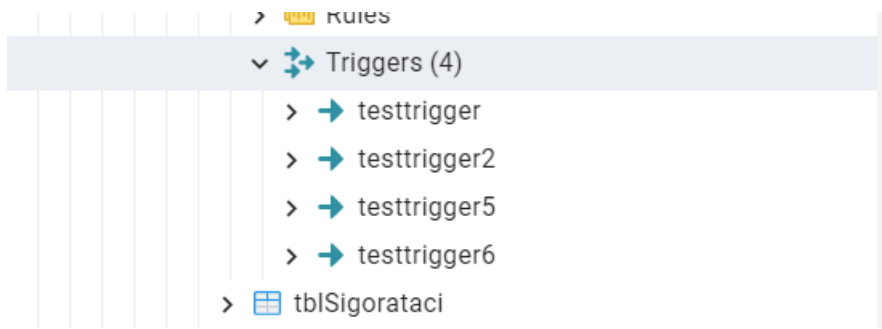 Rules
Triggers (4)
testtrigger
testtrigger2
testtrigger5
testtrigger6
tblSigorataci